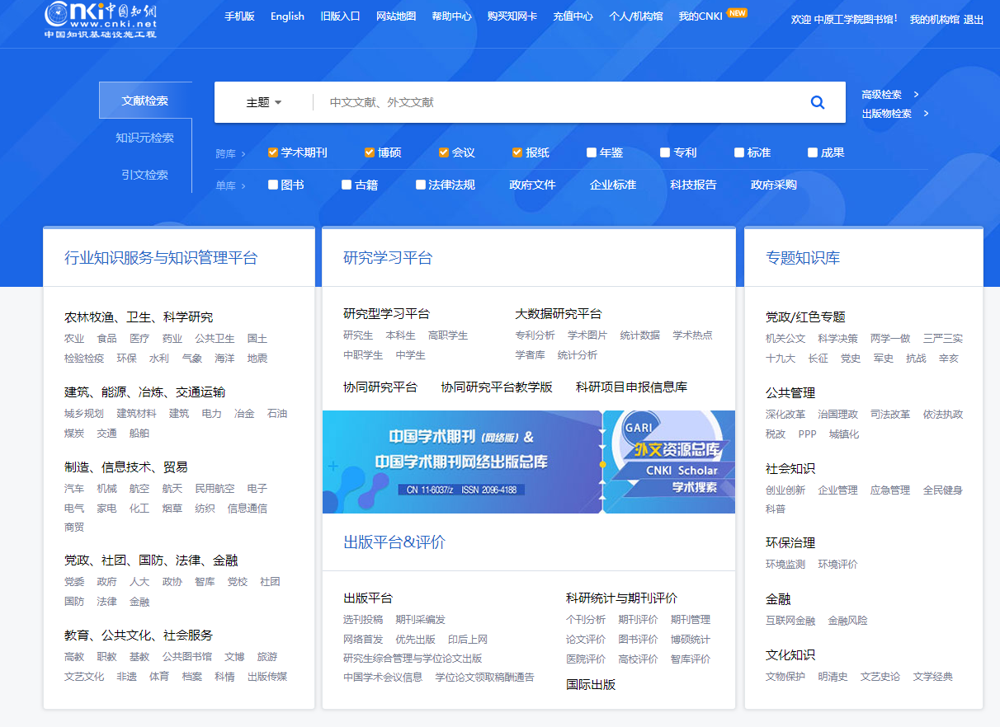 Cnki 中国知网
www.cnki.net
中国知识基础设施工程
手机版 English 旧版入口 网站地图 帮助中心 购买知网卡 充值中心 个人/机构馆 我的CNKI NEW
欢迎 中原工学院图书馆! 我的机构馆 退出
文献检索
知识元检索
引文检索
主题 中文文献、外文文献
高级检索 >
出版物检索 >
跨库 > 学术期刊 博硕 会议 报纸 年鉴 专利 标准 成果
单库 > 图书 古籍 法律法规 政府文件 企业标准 科技报告 政府采购
行业知识服务与知识管理平台
农林牧渔、卫生、科学研究
农业 食品 医疗 药业 公共卫生 国土
检验检疫 环保 水利 气象 海洋 地震
建筑、能源、冶炼、交通运输
城乡规划 建筑材料 建筑 电力 冶金 石油
煤炭 交通 船舶
制造、信息技术、贸易
汽车 机械 航空 航天 民用航空 电子
电气 家电 化工 烟草 纺织 信息通信
商贸
党政、社团、国防、法律、金融
党委 政府 人大 政协 智库 党校 社团
国防 法律 金融
教育、公共文化、社会服务
高教 职教 基教 公共图书馆 文博 旅游
文艺文化 非遗 体育 档案 科情 出版传媒
研究学习平台
研究型学习平台
研究生 本科生 高职学生
中职学生 中学生
大数据研究平台
专利分析 学术图片 统计数据 学术热点
学者库 统计分析
协同研究平台 协同研究平台教学版 科研项目申报信息库
中国学术期刊 (网络版) &
中国学术期刊网络出版总库
CN 11-6037/z ISSN 2096-4188
GARI
外文资源总库
CNKI Scholar
学术搜索
出版平台&评价
出版平台
选刊投稿 期刊采编发
网络首发 优先出版 印后上网
研究生综合管理与学位论文出版
中国学术会议信息 学位论文领取稿酬通告
科研统计与期刊评价
个刊分析 期刊评价 期刊管理
论文评价 图书评价 博硕统计
医院评价 高校评价 智库评价
国际出版
专题知识库
党政/红色专题
机关公文 科学决策 两学一做 三严三实
十九大 长征 党史 军史 抗战 辛亥
公共管理
深化改革 治国理政 司法改革 依法执政
税改 PPP 城镇化
社会知识
创业创新 企业管理 应急管理 全民健身
科普
环保治理
环境监测 环境评价
金融
互联网金融 金融风险
文化知识
文物保护 明清史 文艺史论 文学经典